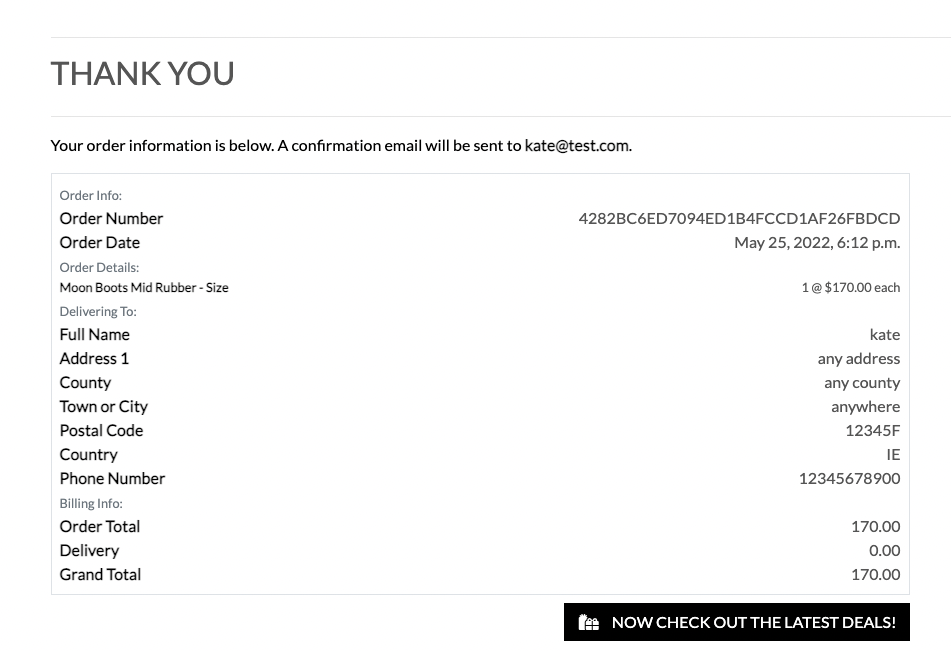 THANK YOU
Your order information is below. A confirmation email will be sent to kate@test.com.
Order Info:
Order Number 4282BC6ED7094ED1B4FCCD1AF26FBDCD
Order Date May 25, 2022, 6:12 p.m.
Order Details:
Moon Boots Mid Rubber - Size 1 @ $170.00 each
Delivering To:
Full Name kate
Address 1 any address
County any county
Town or City anywhere
Postal Code 12345F
Country IE
Phone Number 12345678900
Billing Info:
Order Total 170.00
Delivery 0.00
Grand Total 170.00
NOW CHECK OUT THE LATEST DEALS!